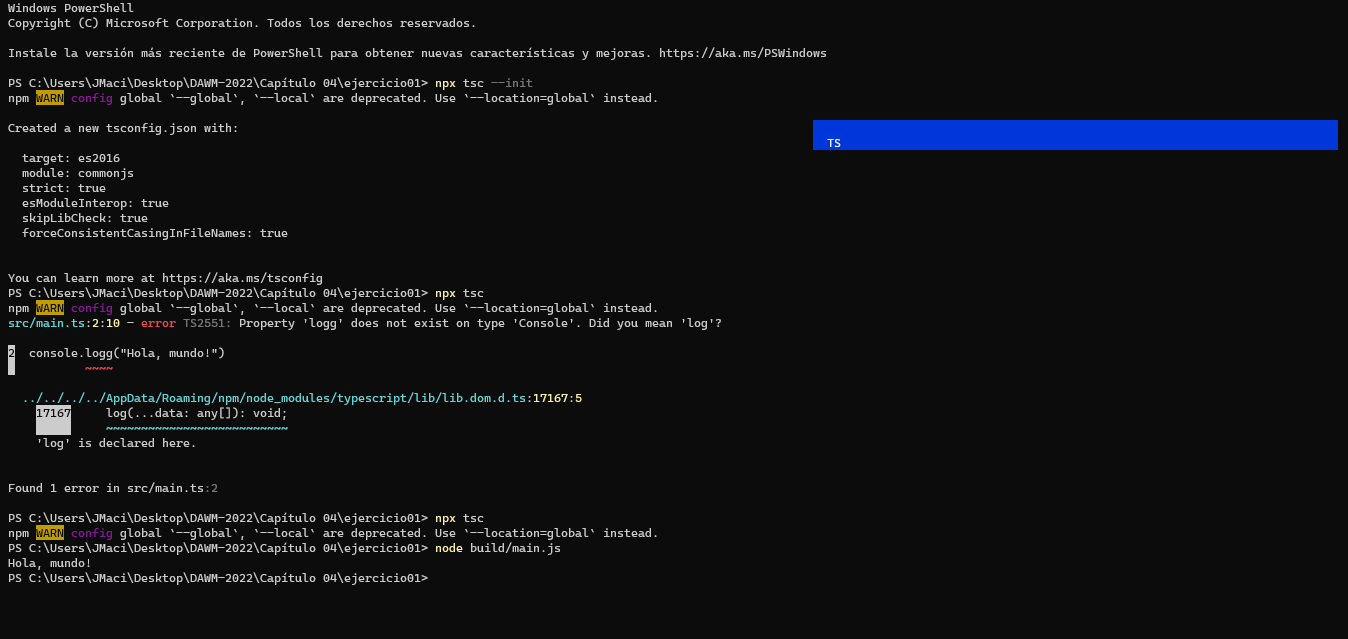 Windows PowerShell
Copyright (C) Microsoft Corporation. Todos los derechos reservados.
Instale la versión más reciente de PowerShell para obtener nuevas características y mejoras. https://aka.ms/PSWindows
PS C:\Users\JMaci\Desktop\DAWM-2022\Capítulo 04\ejercicio01> npx tsc --init
npm WARN config global `--global`, `--local` are deprecated. Use `--location=global` instead.
Created a new tsconfig.json with:
TS
target: es2016
module: commonjs
strict: true
esModuleInterop: true
skipLibCheck: true
forceConsistentCasingInFileNames: true
You can learn more at https://aka.ms/tsconfig
PS C:\Users\JMaci\Desktop\DAWM-2022\Capítulo 04\ejercicio01> npx tsc
npm WARN config global `--global`, `--local` are deprecated. Use `--location=global` instead.
src/main.ts:2:10 - error TS2551: Property 'logg' does not exist on type 'Console'. Did you mean 'log'?
2  console.logg("Hola, mundo!")
~~~~
../../../../AppData/Roaming/npm/node_modules/typescript/lib/lib.dom.d.ts:17167:5
17167     log(...data: any[]): void;
~~~~~~~~~~~~~~~~~~~~~~~~~~
'log' is declared here.
Found 1 error in src/main.ts:2
PS C:\Users\JMaci\Desktop\DAWM-2022\Capítulo 04\ejercicio01> npx tsc
npm WARN config global `--global`, `--local` are deprecated. Use `--location=global` instead.
PS C:\Users\JMaci\Desktop\DAWM-2022\Capítulo 04\ejercicio01> node build/main.js
Hola, mundo!
PS C:\Users\JMaci\Desktop\DAWM-2022\Capítulo 04\ejercicio01>